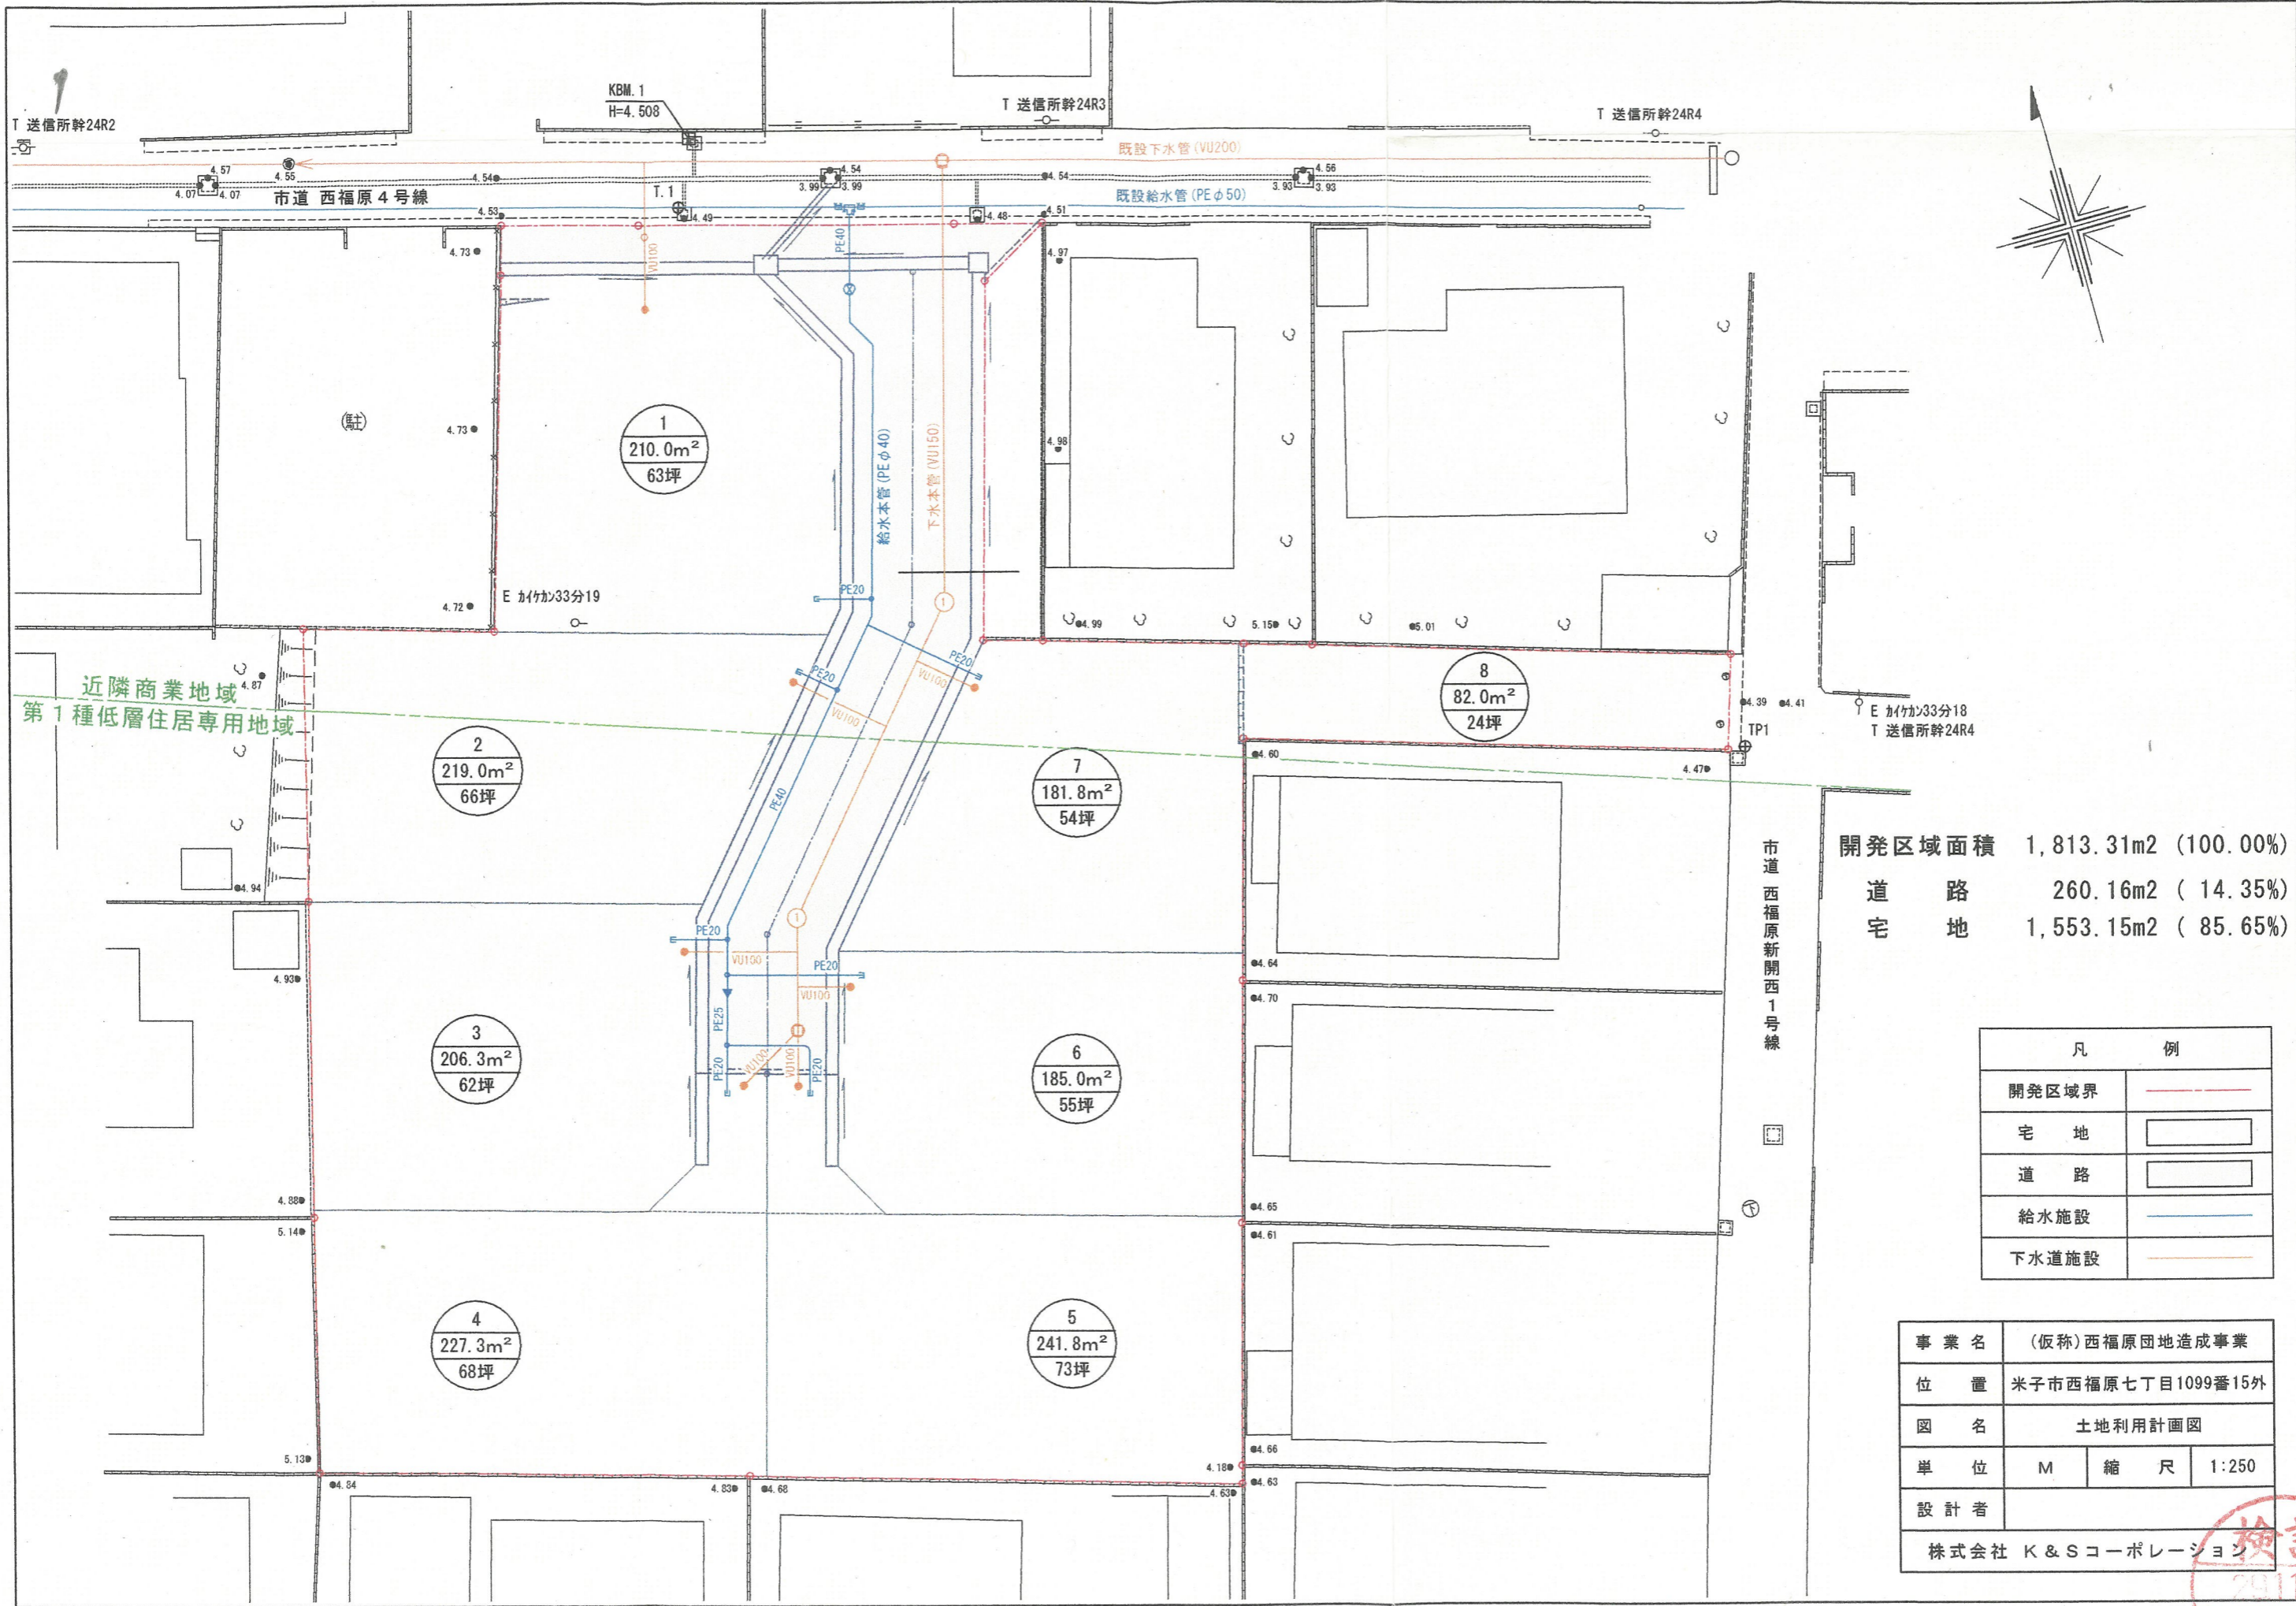 KBM. 1
H=4. 508
T 送信所幹24R2
T 送信所幹24R3
T 送信所幹24R4
既設下水管(VU200)
4. 57
4. 55
4. 07
4. 07
4. 54
市道 西福原4号線
T. 1
4. 54
3. 99
3. 99
4. 54
4. 56
3. 93
3. 93
既設給水管(PEφ50)
4. 53
4. 49
4. 48
4. 51
4. 73
VU100
PE40
4. 97
(駐)
4. 73
1
210. 0m²
63坪
給水本管(PEφ40)
下水本管(VU150)
4. 98
4. 72
E カイケカン33分19
PE20
1
4. 99
5. 15
5. 01
近隣商業地域
4. 87
第1種低層住居専用地域
PE20
VU100
PE20
VU100
8
82. 0m²
24坪
4. 39
4. 41
E カイケカン33分18
T 送信所幹24R4
TP1
2
219. 0m²
66坪
PE40
7
181. 8m²
54坪
4. 60
4. 47
4. 94
1
市道 西福原新開西1号線
開発区域面積 1, 813. 31m2 (100. 00%)
道 路 260. 16m2 ( 14. 35%)
宅 地 1, 553. 15m2 ( 85. 65%)
4. 93
PE20
VU100
PE20
VU100
4. 64
4. 70
3
206. 3m²
62坪
PE25
PE20
VU100
VU100
PE20
6
185. 0m²
55坪
4. 88
5. 14
4. 65
4. 61
下
凡 例
開発区域界
宅 地
道 路
給水施設
下水道施設
4
227. 3m²
68坪
5
241. 8m²
73坪
5. 13
4. 84
4. 83
4. 68
4. 18
4. 63
4. 66
4. 63
事業名 (仮称)西福原団地造成事業
位 置 米子市西福原七丁目1099番15外
図 名 土地利用計画図
単 位 M 縮 尺 1:250
設計者
株式会社 K&Sコーポレーション
検